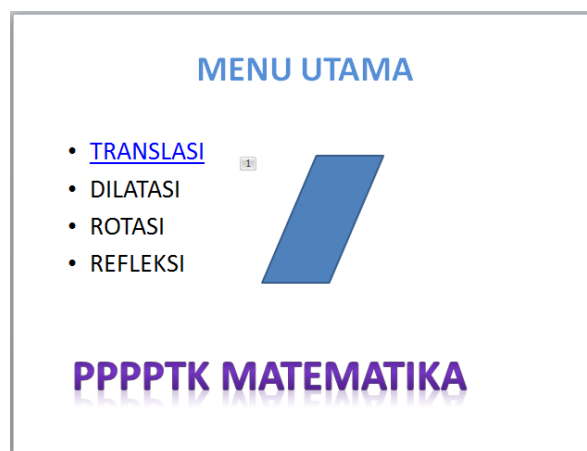 MENU UTAMA
• TRANSLASI
1
• DILATASI
• ROTASI
• REFLEKSI
PPPPTK MATEMATIKA